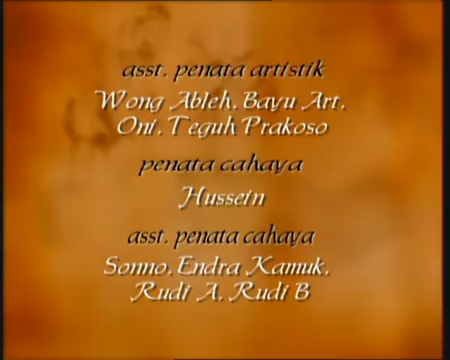 asst. penata artistik
Wong Ableh, Bayu Art,
Oni, Teguh Prakoso
penata cahaya
Hussein
asst. penata cahaya
Sonno, Endra Kamuk,
Rudi A, Rudi B